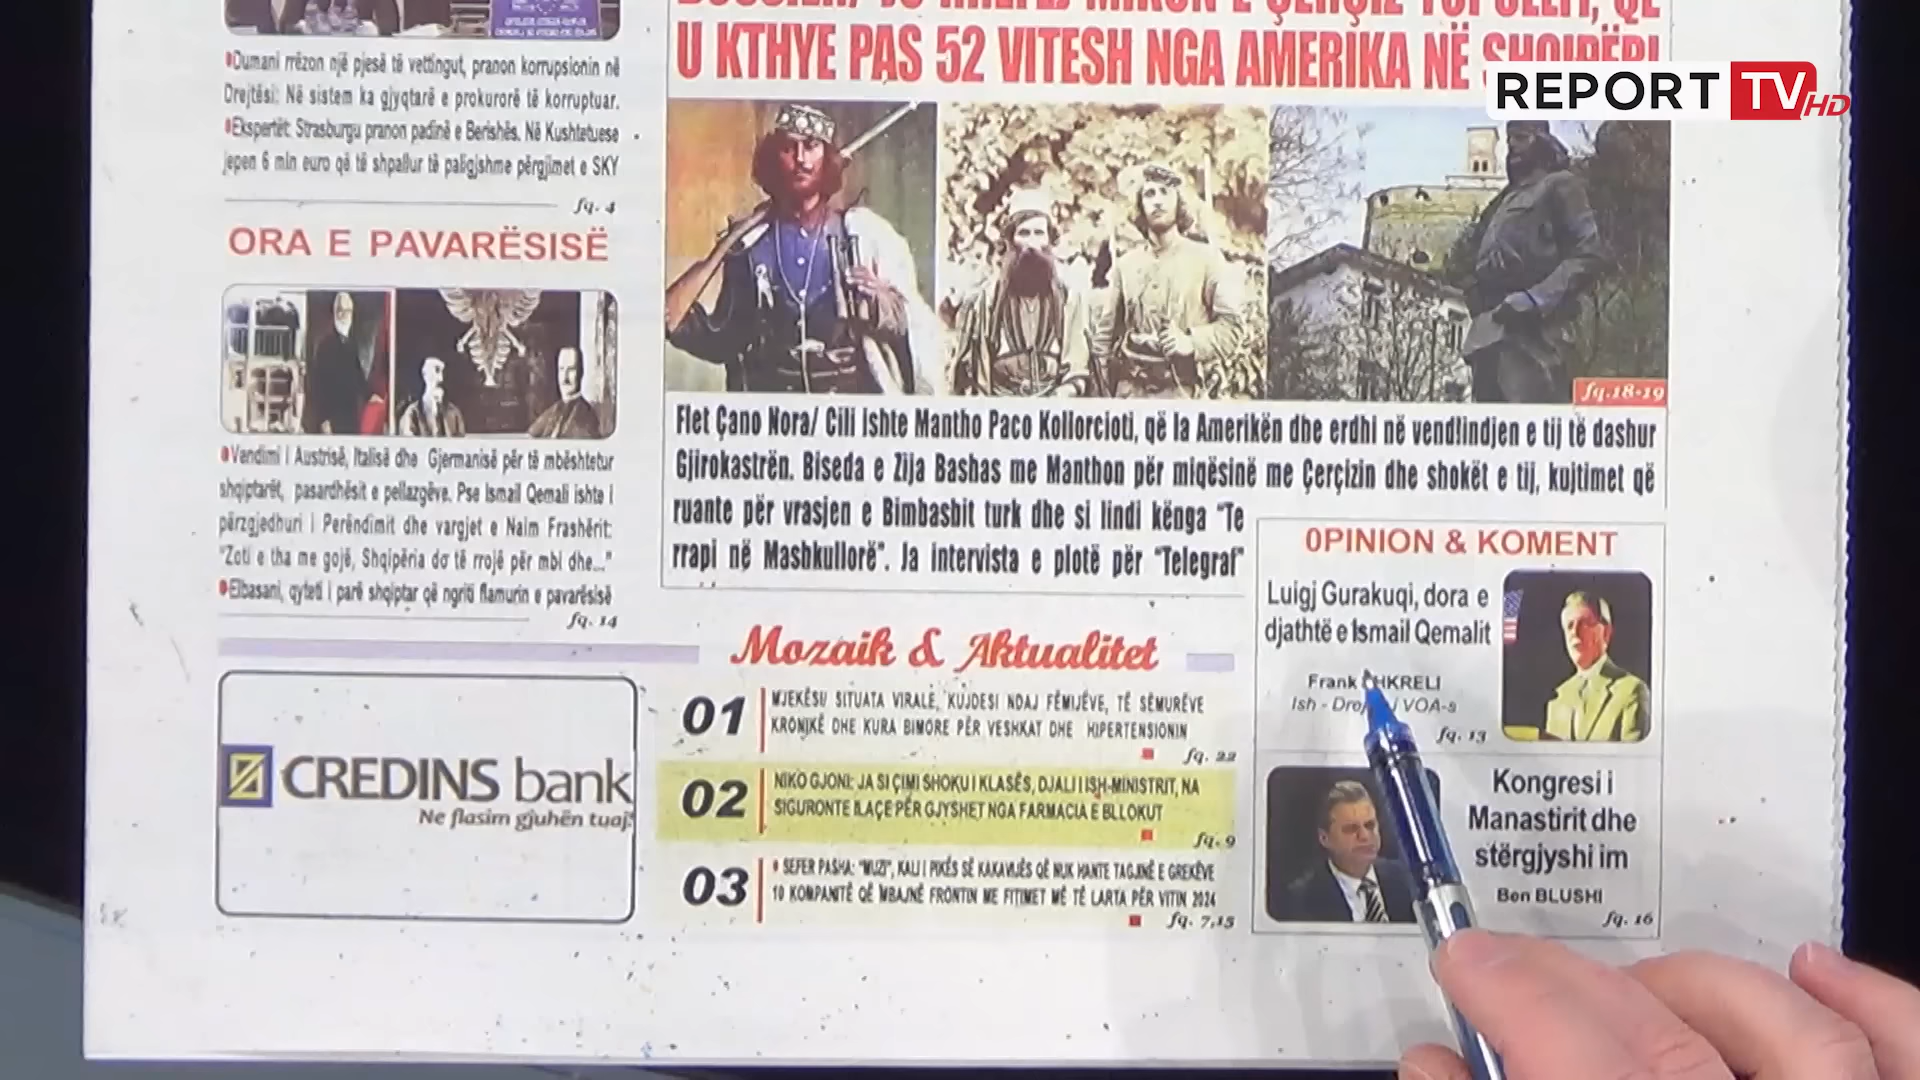 U KTHYE PAS 52 VITESH NGA AMERIKA NË SHQIPËRI
REPORT TV HD
Dumani rrëzon një pjesë të vettingut, pranon korrupsionin në
Drejtësi: Në sistem ka gjyqtarë e prokurorë të korruptuar.
Ekspertët: Strasburgu pranon padinë e Berishës. Në Kushtetuese
jepen 6 mln euro që të shpallur të paligjshme përgjimet e SKY
fq. 4
ORA E PAVARËSISË
Vendimi i Austrisë, Italisë dhe Gjermanisë për të mbështetur
shqiptarët, pasardhësit e pellazgëve. Pse Ismail Qemali ishte i
përzgjedhuri i Perëndimit dhe vargjet e Naim Frashërit:
"Zoti e tha me gojë, Shqipëria do të rrojë për mbi dhe..."
Elbasani, qyteti i parë shqiptar që ngriti flamurin e pavarësisë
fq. 14
CREDINS bank
Ne flasim gjuhën tuaj!
fq.18-19
Flet Çano Nora/ Cili ishte Mantho Paco Kollorcioti, që la Amerikën dhe erdhi në vendlindjen e tij të dashur
Gjirokastrën. Biseda e Zija Bashas me Manthon për miqësinë me Çerçizin dhe shokët e tij, kujtimet që
ruante për vrasjen e Bimbashit turk dhe si lindi kënga "Te
rrapi në Mashkullorë". Ja intervista e plotë për "Telegraf"
Mozaik & Aktualitet
01
MJEKËSU SITUATA VIRALE, KUJDESI NDAJ FËMIJËVE, TË SËMURËVE
KRONIKË DHE KURA BIMORE PËR VESHKAT DHE HIPERTENSIONIN
fq. 22
02
NIKO GJONI: JA SI ÇIMI SHOKU I KLASËS, DJALI I ISH-MINISTRIT, NA
SIGURONTE ILAÇE PËR GJYSHET NGA FARMACIA E BLLOKUT
fq. 9
03
SEFER PASHA: "MUZI", KALI I PIKËS SË KAKAVIJËS QË NUK HANTE TAGJINË E GREKËVE
10 KOMPANITË QË MBAJNË FRONTIN ME FITIMET MË TË LARTA PËR VITIN 2024
fq. 7,15
OPINION & KOMENT
Luigj Gurakuqi, dora e
djathtë e Ismail Qemalit
Frank SHKRELI
Ish - VOA-s
fq. 13
Kongresi i
Manastirit dhe
stërgjyshi im
Ben BLUSHI
fq. 16